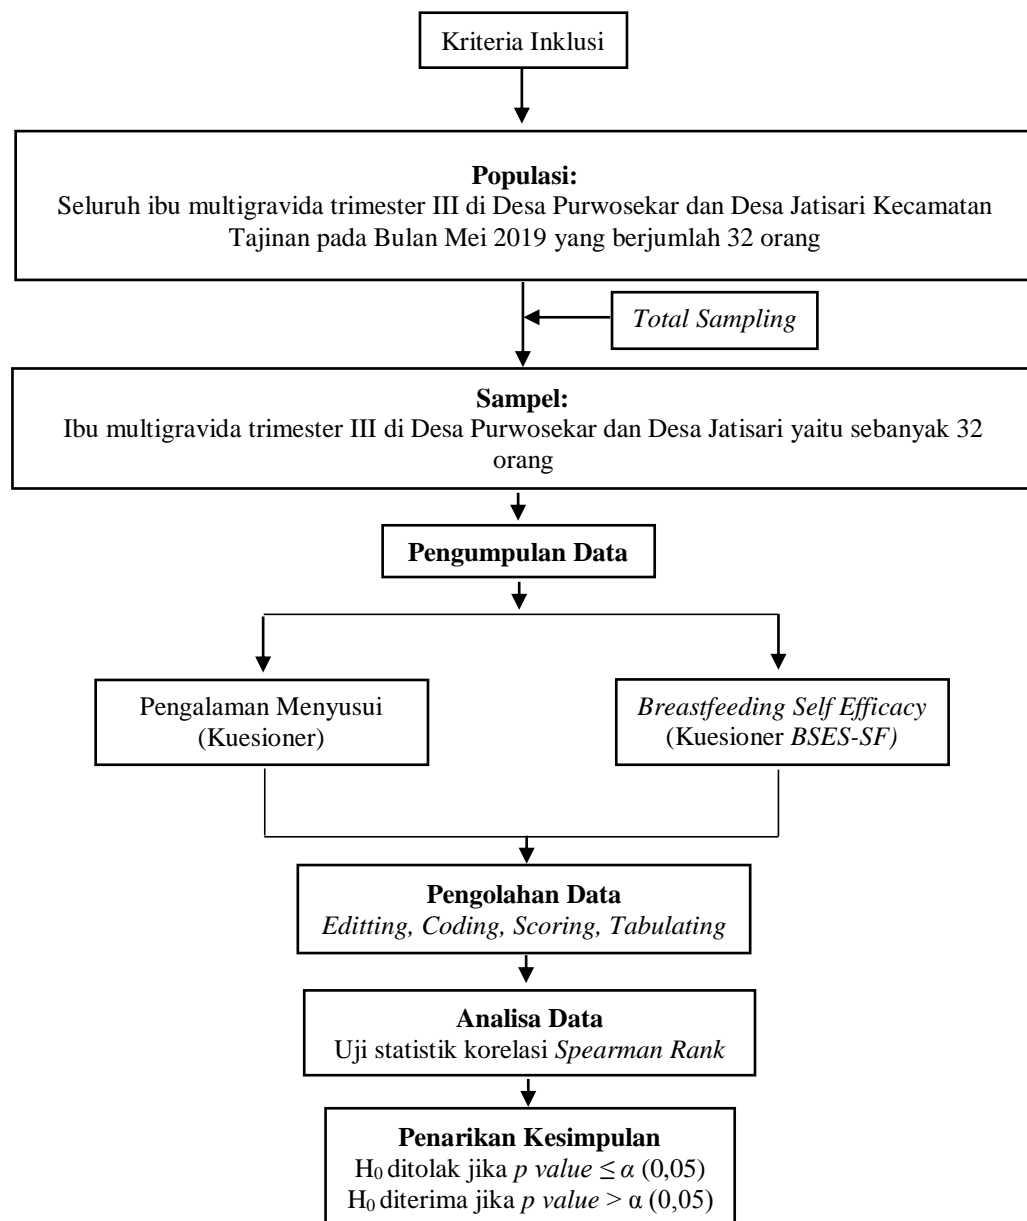 Kriteria Inklusi
Populasi:
Seluruh ibu multigravida trimester III di Desa Purwosekar dan Desa Jatisari Kecamatan
Tajinan pada Bulan Mei 2019 yang berjumlah 32 orang
Total Sampling
Sampel:
Ibu multigravida trimester III di Desa Purwosekar dan Desa Jatisari yaitu sebanyak 32
orang
Pengumpulan Data
Pengalaman Menyusui
(Kuesioner)
Breastfeeding Self Efficacy
(Kuesioner BSES-SF)
Pengolahan Data
Editting, Coding, Scoring, Tabulating
Analisa Data
Uji statistik korelasi Spearman Rank
Penarikan Kesimpulan
H₀ ditolak jika p value ≤ α (0,05)
H₀ diterima jika p value > α (0,05)